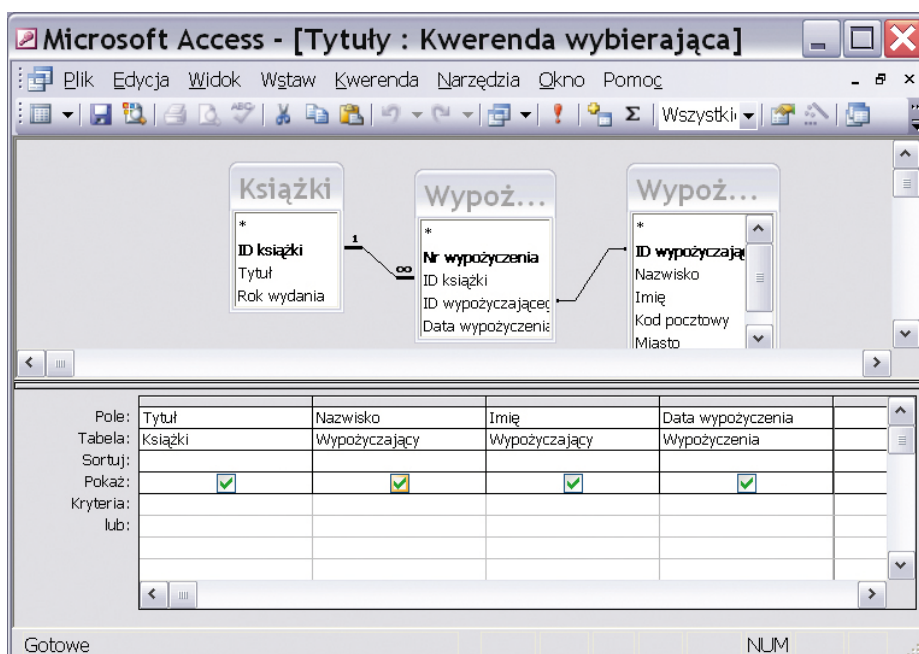 Microsoft Access - [Tytuły : Kwerenda wybierająca]
Plik Edycja Widok Wstaw Kwerenda Narzędzia Okno Pomoc
ABC Σ Wszystki
Książki
*
ID książki
Tytuł
Rok wydania
1 ∞
Wypoż...
*
Nr wypożyczenia
ID książki
ID wypożyczająceg
Data wypożyczenia
Wypoż...
*
ID wypożyczają
Nazwisko
Imię
Kod pocztowy
Miasto
Pole: Tytuł Nazwisko Imię Data wypożyczenia
Tabela: Książki Wypożyczający Wypożyczający Wypożyczenia
Sortuj:
Pokaż:
Kryteria:
lub:
Gotowe NUM